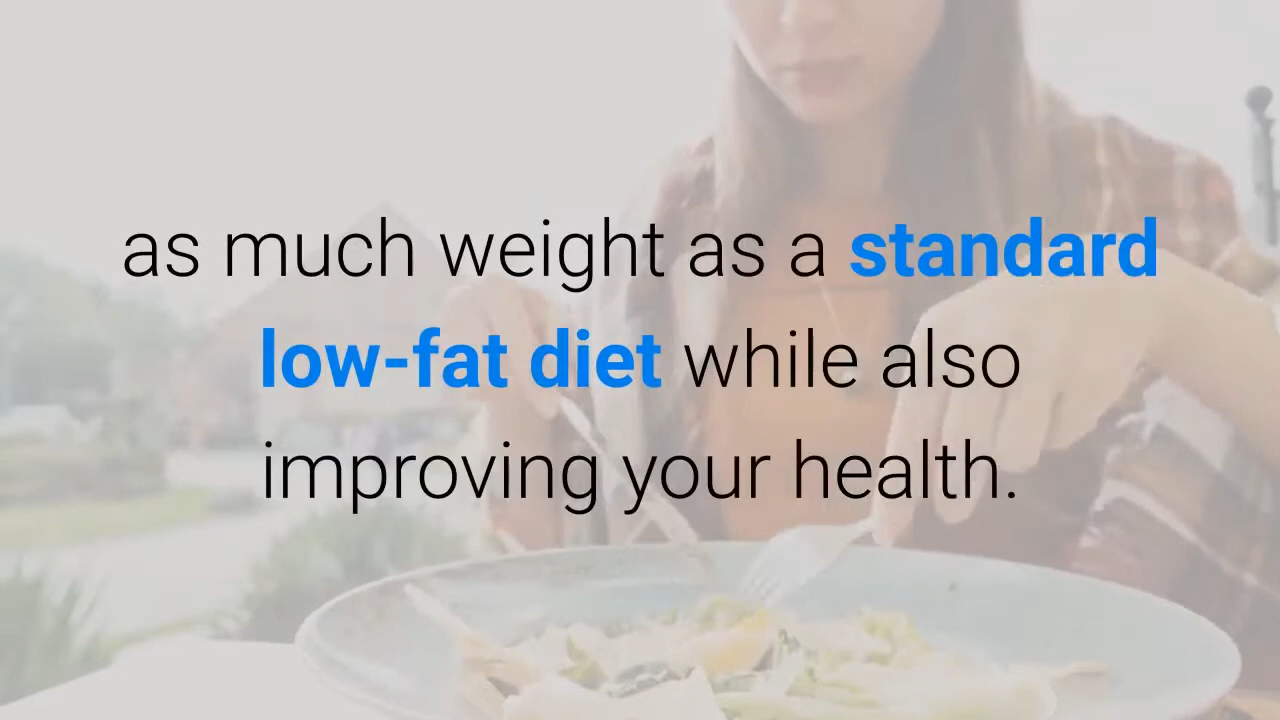 as much weight as a standard
low-fat diet while also
improving your health.